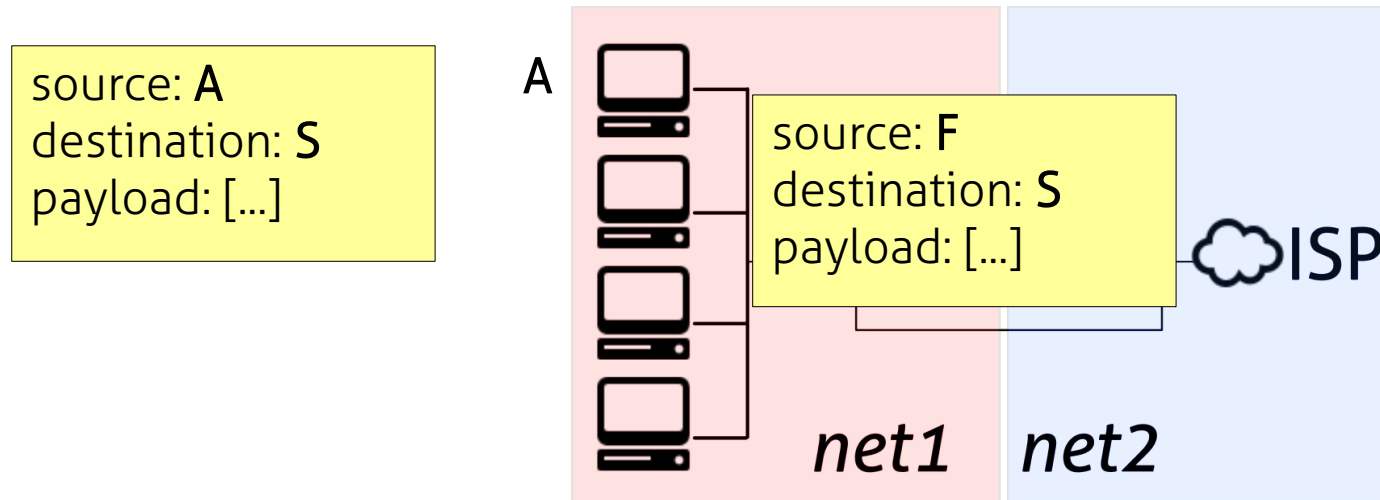 source: A
destination: S
payload: [...]
A
source: F
destination: S
payload: [...]
ISP
net1
net2